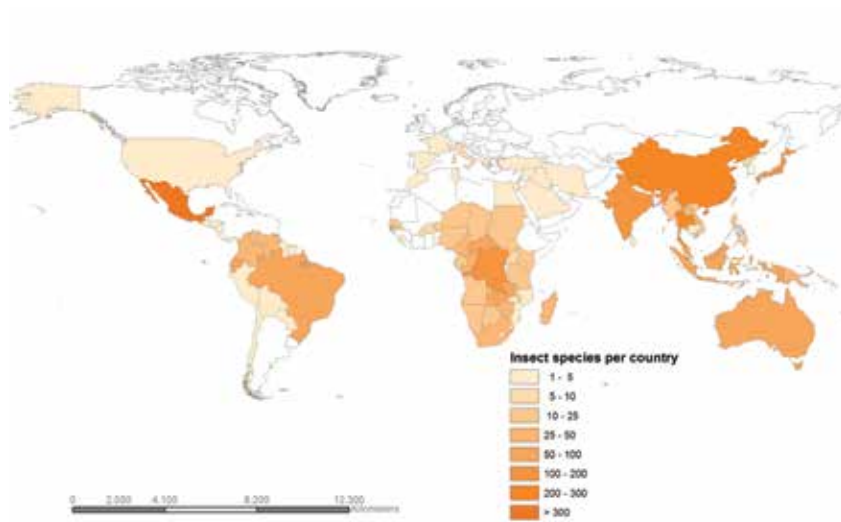 Insect species per country
1 - 5
5 - 10
10 - 25
25 - 50
50 - 100
100 - 200
200 - 300
> 300
0 2,050 4,100 8,200 12,300
Kilometers